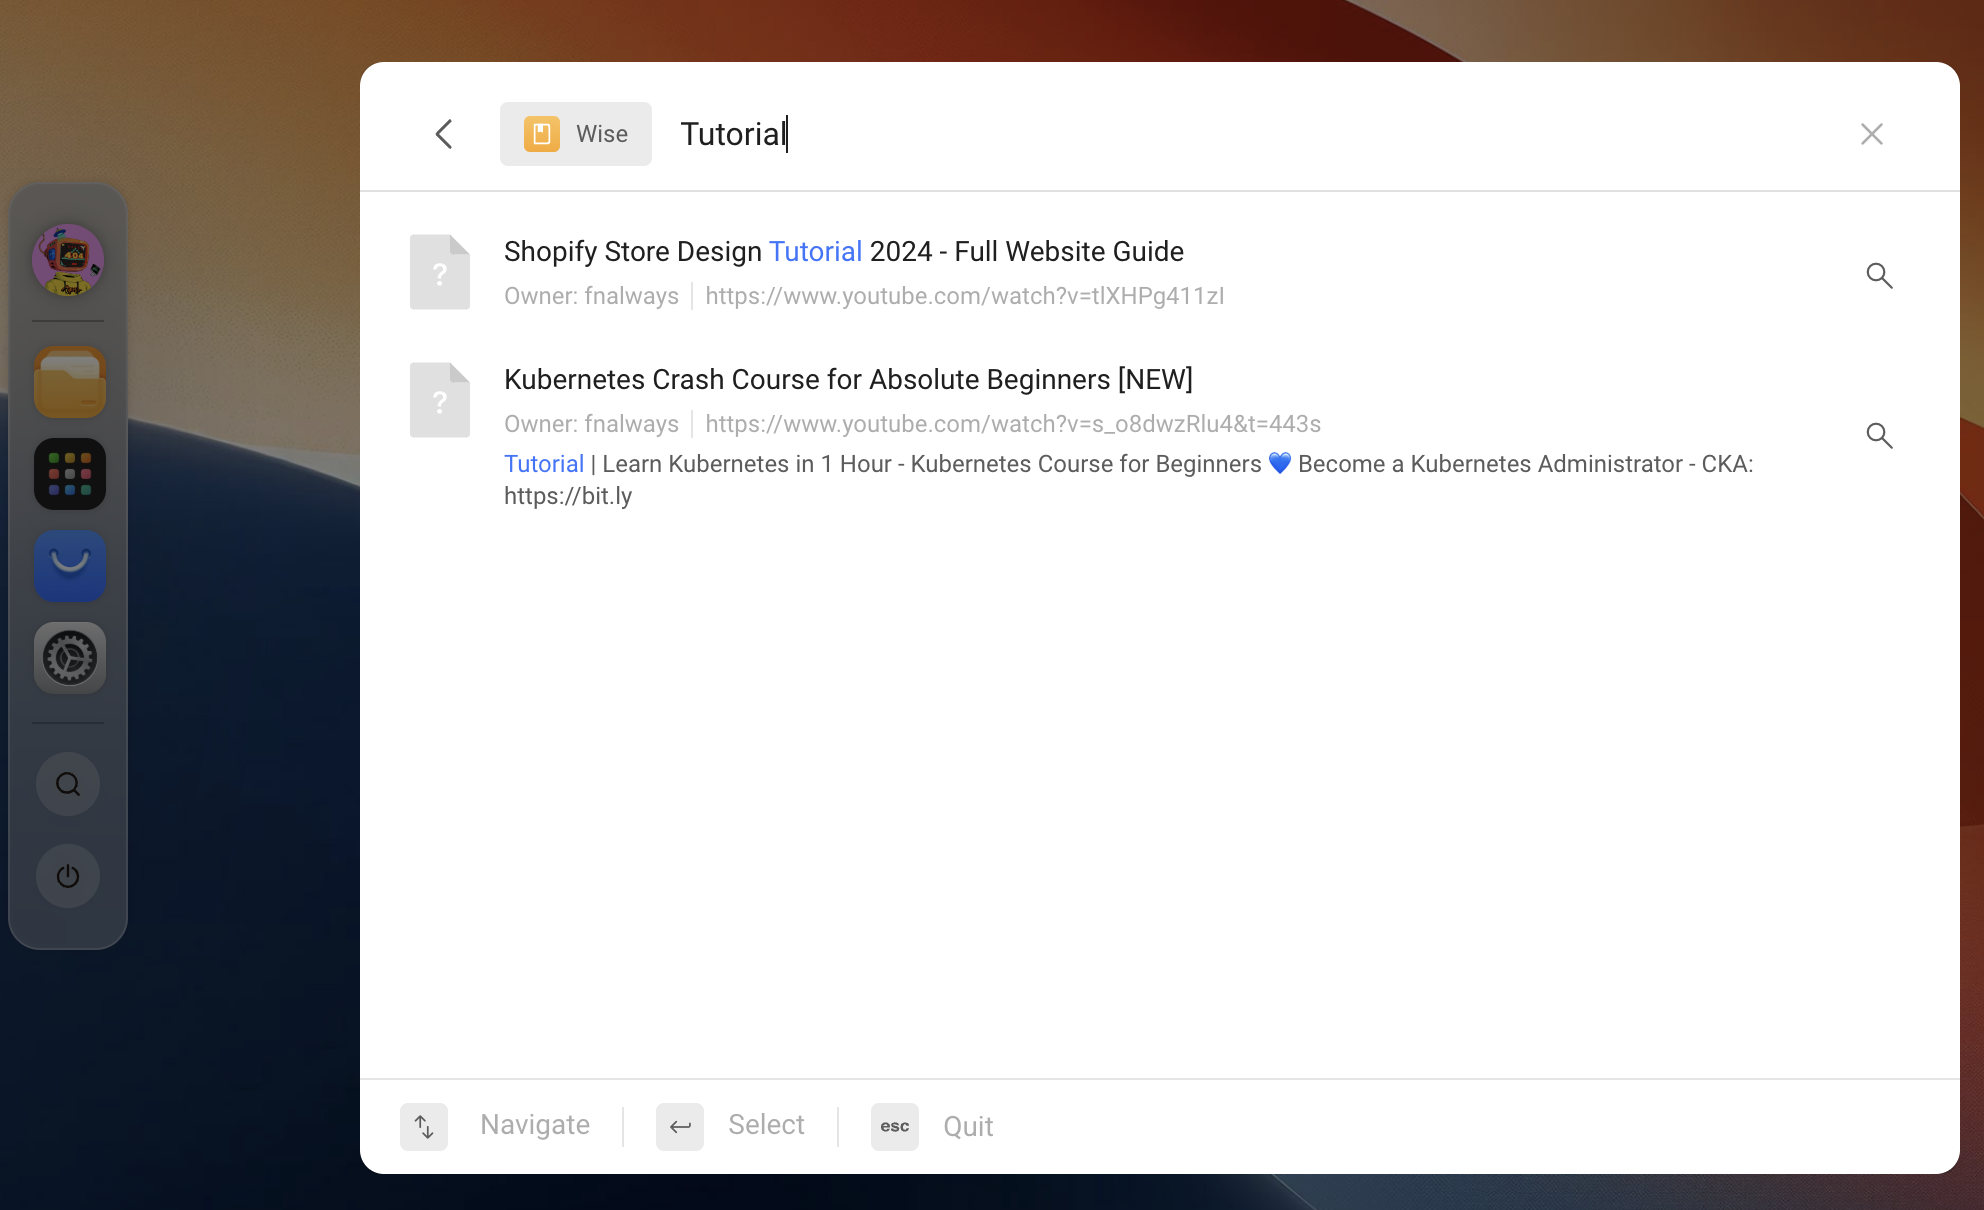 Wise Tutorial
Shopify Store Design Tutorial 2024 - Full Website Guide
Owner: fnalways | https://www.youtube.com/watch?v=tlXHPg411zI
Kubernetes Crash Course for Absolute Beginners [NEW]
Owner: fnalways | https://www.youtube.com/watch?v=s_o8dwzRlu4&t=443s
Tutorial | Learn Kubernetes in 1 Hour - Kubernetes Course for Beginners 💙 Become a Kubernetes Administrator - CKA:
https://bit.ly
Navigate Select esc Quit
404